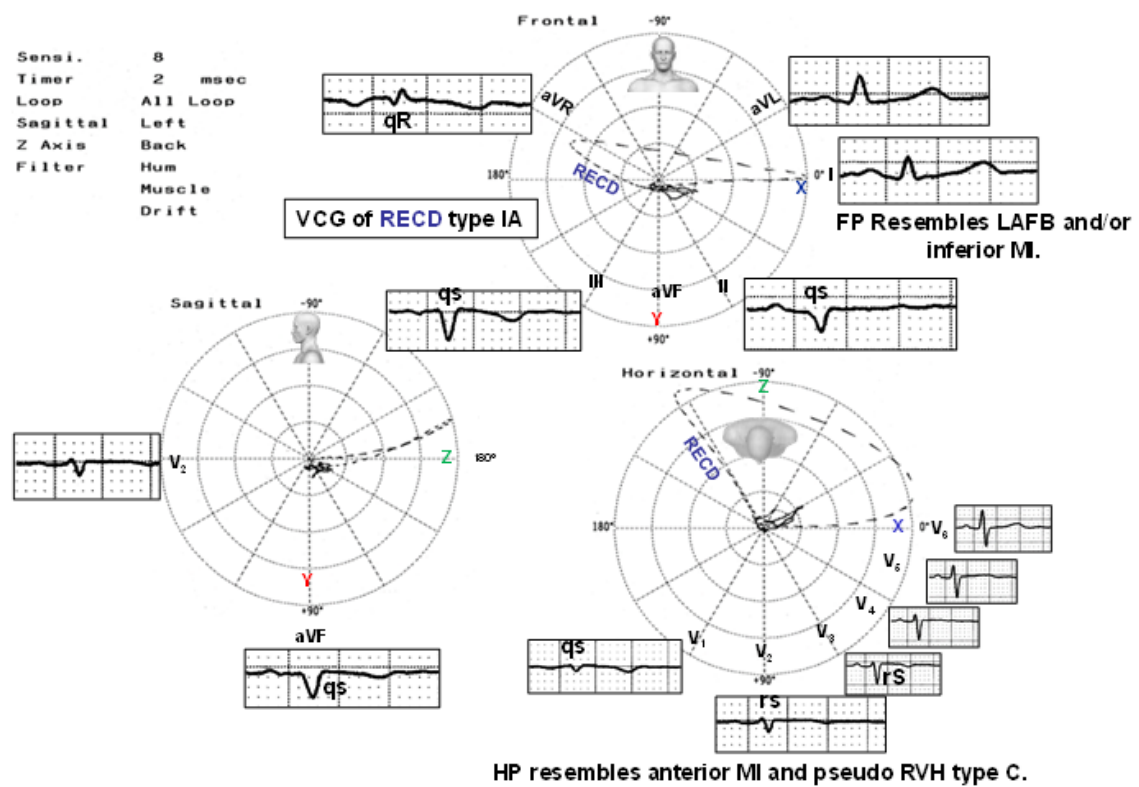 Frontal
-90°
Sensi. 8
Timer 2 msec
Loop All Loop
Sagittal Left
Z Axis Back
Filter Hum
Muscle
Drift
qR
aVR
aVL
RECD
180°
X
0° I
VCG of RECD type IA
FP Resembles LAFB and/or
inferior MI.
III
aVF
II
Y
+90°
qs
qs
Sagittal
-90°
V2
Z
180°
Y
+90°
aVF
qs
Horizontal
-90°
Z
RECD
180°
X
0°
V6
V5
V4
V3
V2
V1
+90°
qs
rS
rs
HP resembles anterior MI and pseudo RVH type C.